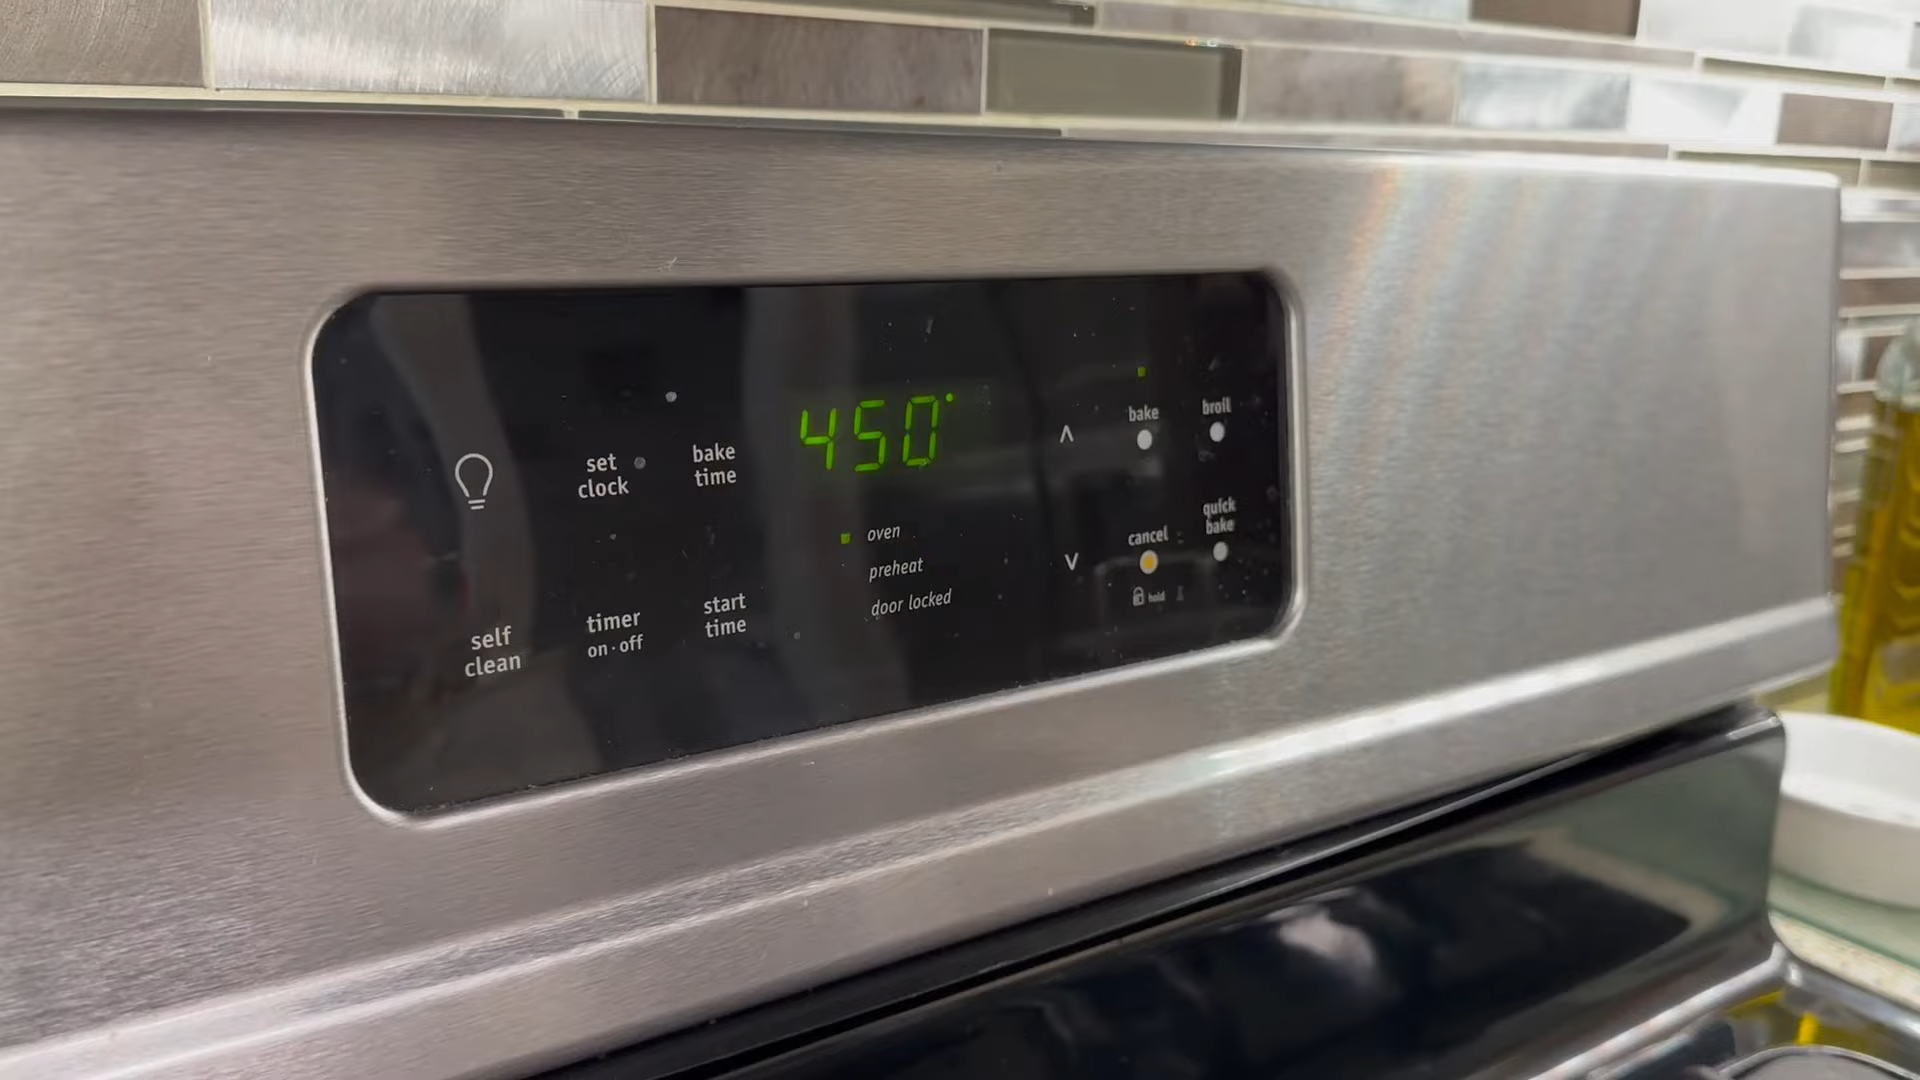 set
clock
bake
time
450°
bake
broil
oven
preheat
door locked
cancel
hold
quick
bake
self
clean
timer
on·off
start
time